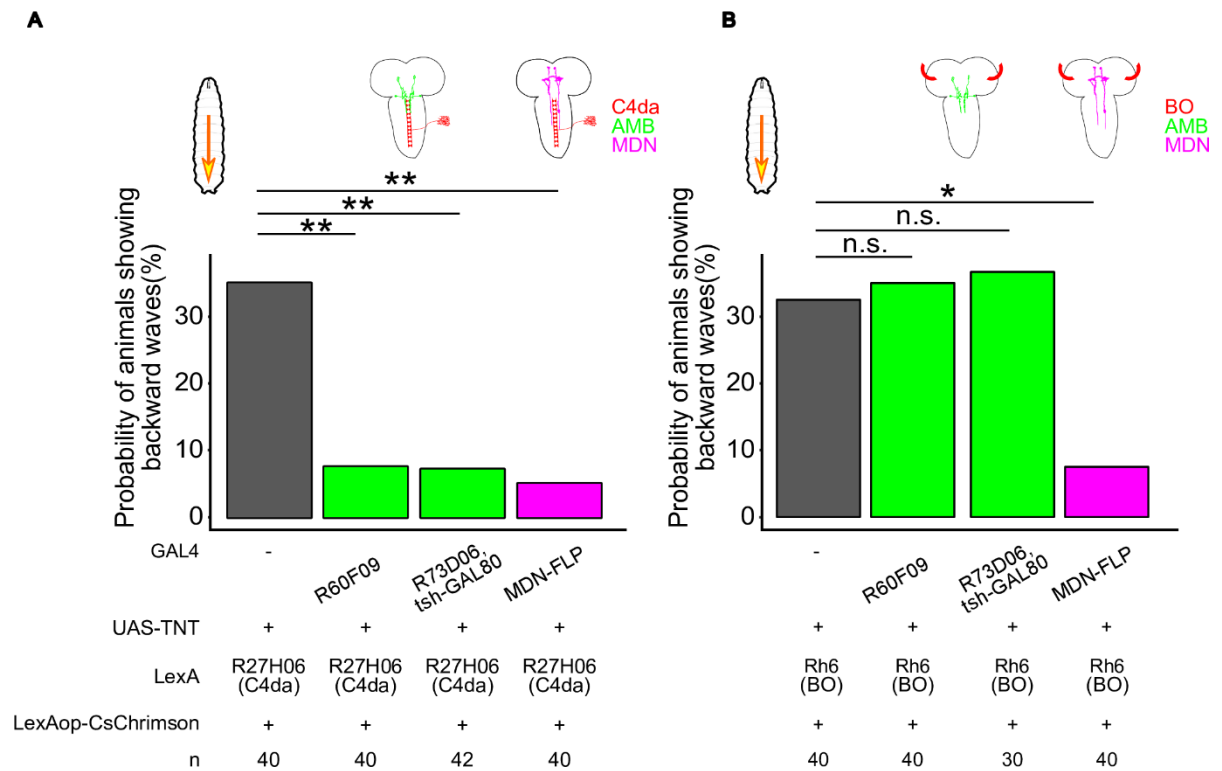 A
C4da
AMB
MDN
**
**
**
Probability of animals showing
backward waves(%)
30
20
10
0
GAL4
-
R60F09
R73D06,
tsh-GAL80
MDN-FLP
UAS-TNT
+ + + +
LexA
R27H06 R27H06 R27H06 R27H06
(C4da) (C4da) (C4da) (C4da)
LexAop-CsChrimson
+ + + +
n 40 40 42 40
B
BO
AMB
MDN
*
n.s.
n.s.
Probability of animals showing
backward waves(%)
30
20
10
0
-
R60F09
R73D06,
tsh-GAL80
MDN-FLP
+ + + +
Rh6 Rh6 Rh6 Rh6
(BO) (BO) (BO) (BO)
+ + + +
40 40 30 40